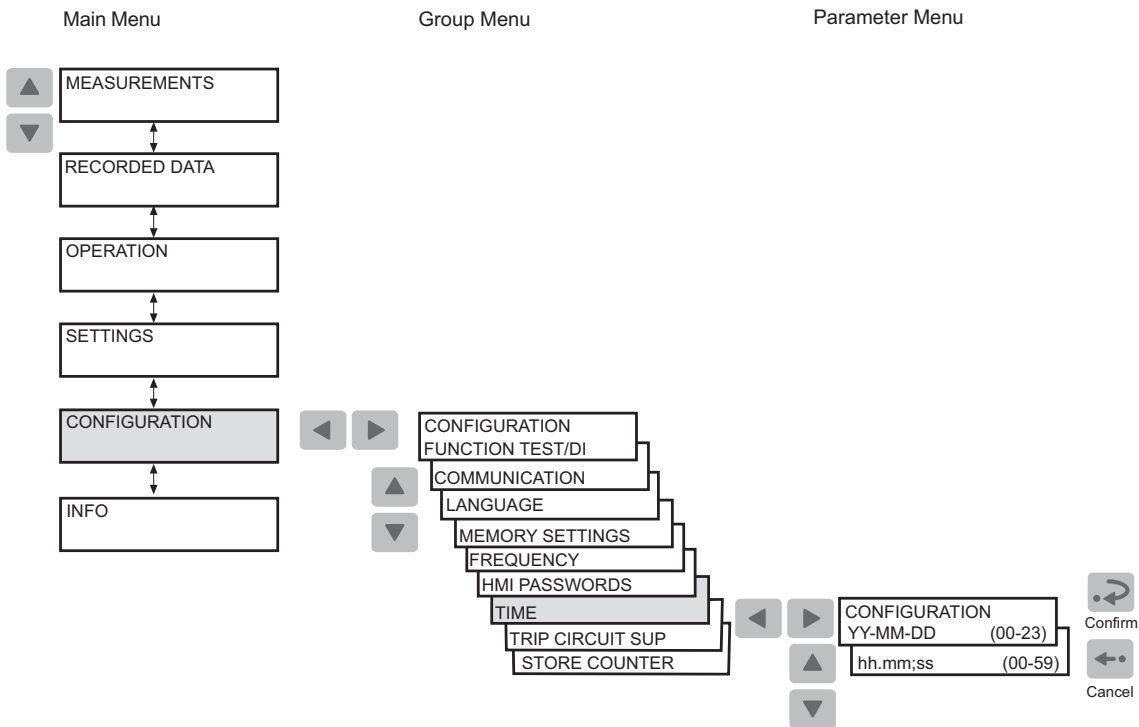 Main Menu
Group Menu
Parameter Menu
MEASUREMENTS
RECORDED DATA
OPERATION
SETTINGS
CONFIGURATION
INFO
CONFIGURATION
FUNCTION TEST/DI
COMMUNICATION
LANGUAGE
MEMORY SETTINGS
FREQUENCY
HMI PASSWORDS
TIME
TRIP CIRCUIT SUP
STORE COUNTER
CONFIGURATION
YY-MM-DD (00-23)
hh.mm;ss (00-59)
Confirm
Cancel